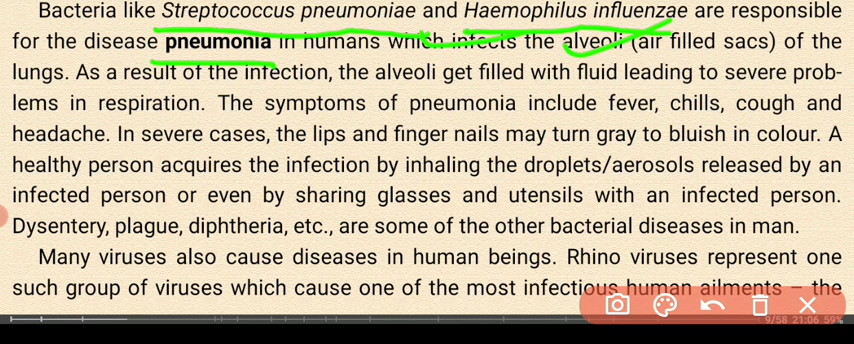 Bacteria like Streptococcus pneumoniae and Haemophilus influenzae are responsible
for the disease pneumonia in humans which infects the alveoli (air filled sacs) of the
lungs. As a result of the infection, the alveoli get filled with fluid leading to severe prob-
lems in respiration. The symptoms of pneumonia include fever, chills, cough and
headache. In severe cases, the lips and finger nails may turn gray to bluish in colour. A
healthy person acquires the infection by inhaling the droplets/aerosols released by an
infected person or even by sharing glasses and utensils with an infected person.
Dysentery, plague, diphtheria, etc., are some of the other bacterial diseases in man.
Many viruses also cause diseases in human beings. Rhino viruses represent one
such group of viruses which cause one of the most infectious human ailments – the
9/58 21:06 59%